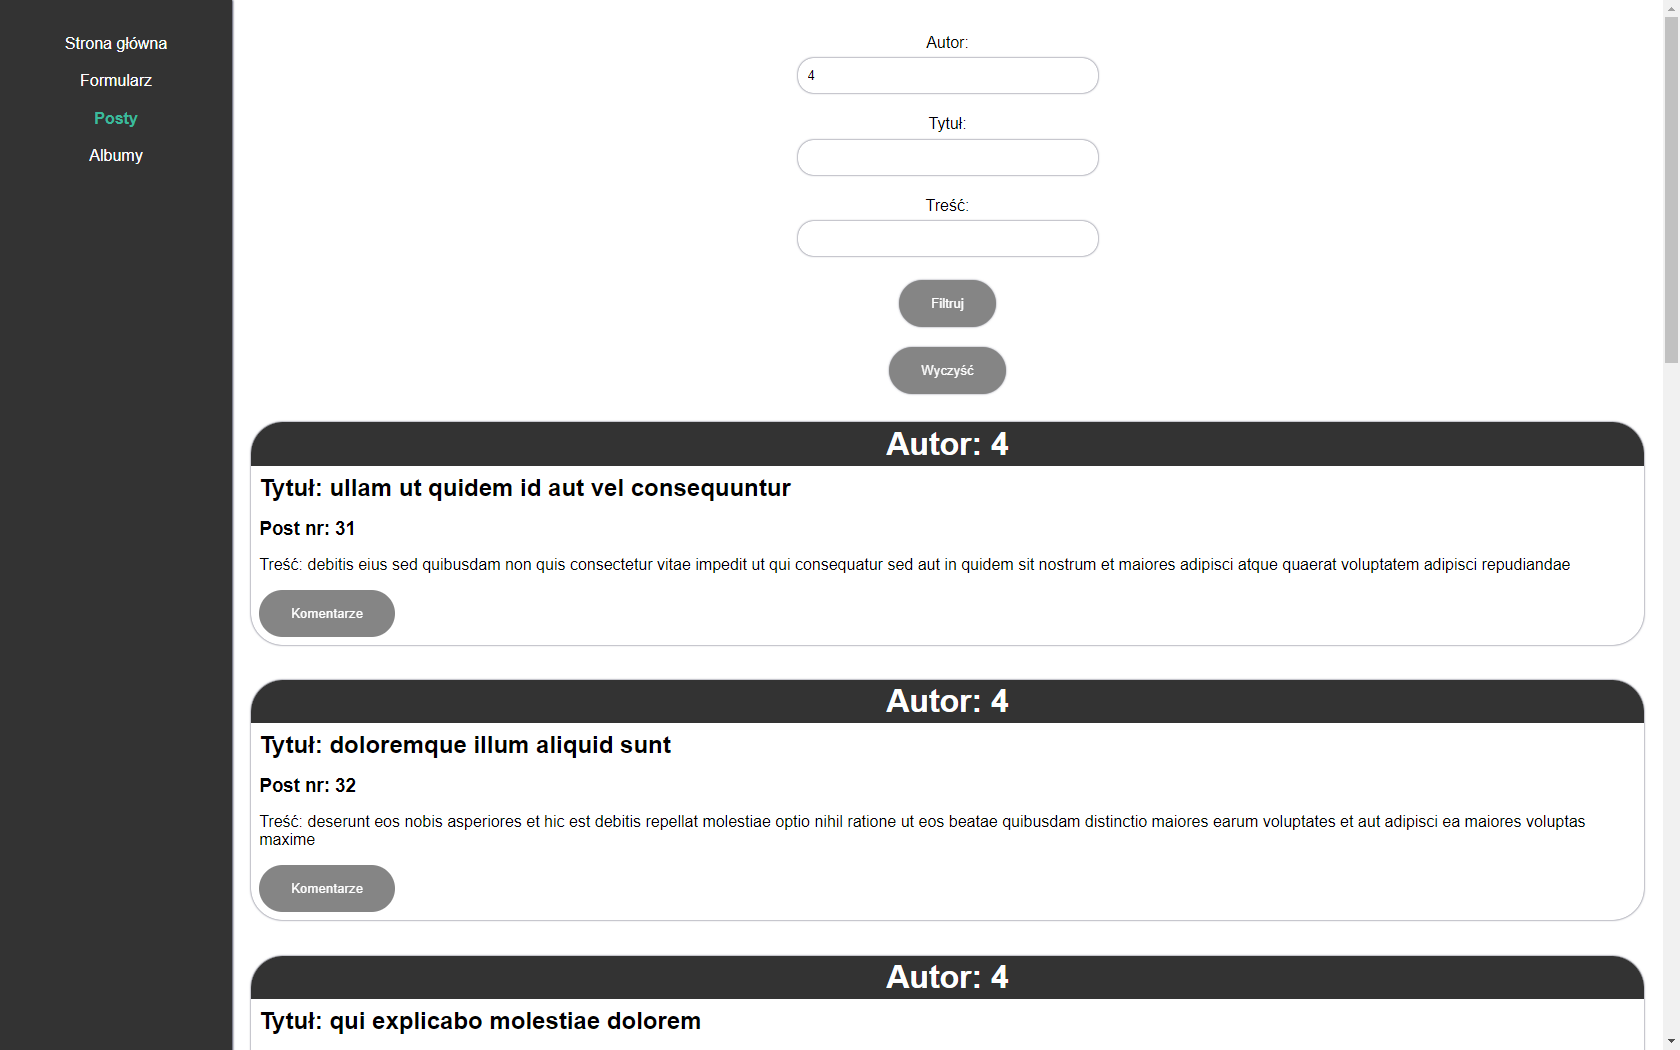 Strona główna
Formularz
Posty
Albumy
Autor:
4
Tytuł:
Treść:
Filtruj
Wyczyść
Autor: 4
Tytuł: ullam ut quidem id aut vel consequuntur
Post nr: 31
Treść: debitis eius sed quibusdam non quis consectetur vitae impedit ut qui consequatur sed aut in quidem sit nostrum et maiores adipisci atque quaerat voluptatem adipisci repudiandae
Komentarze
Autor: 4
Tytuł: doloremque illum aliquid sunt
Post nr: 32
Treść: deserunt eos nobis asperiores et hic est debitis repellat molestiae optio nihil ratione ut eos beatae quibusdam distinctio maiores earum voluptates et aut adipisci ea maiores voluptas
maxime
Komentarze
Autor: 4
Tytuł: qui explicabo molestiae dolorem